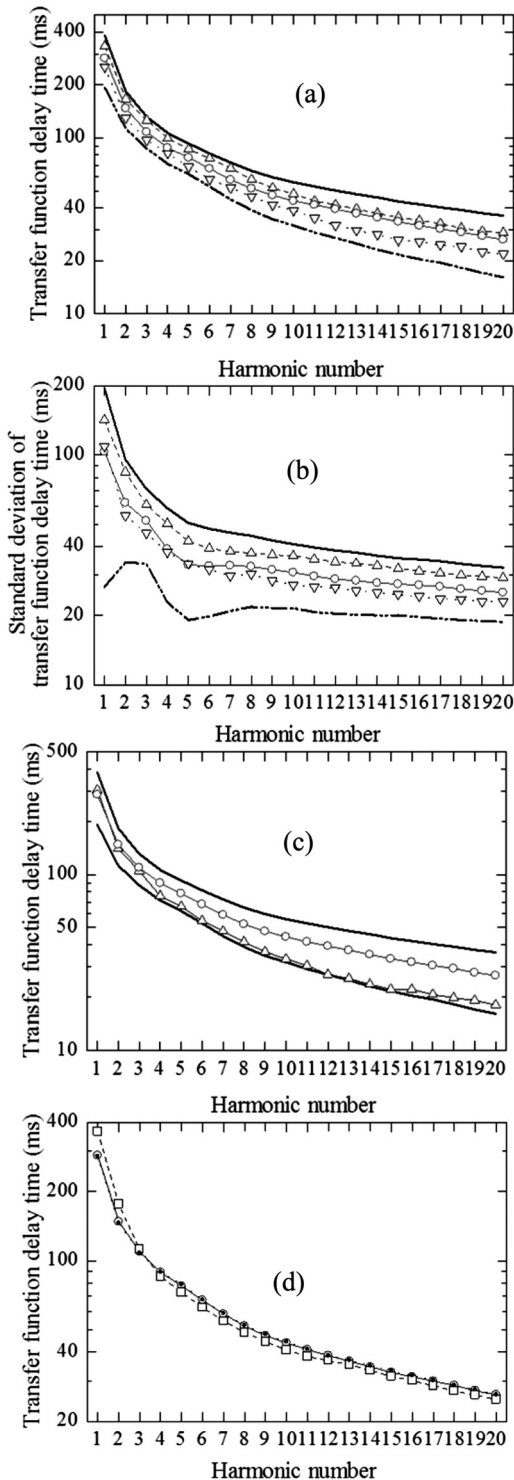 Transfer function delay time (ms)
400
200
100
40
20
10
(a)
1 2 3 4 5 6 7 8 9 10 11 12 13 14 15 16 17 18 19 20
Harmonic number
Standard deviation of
transfer function delay time (ms)
200
100
40
20
10
(b)
1 2 3 4 5 6 7 8 9 10 11 12 13 14 15 16 17 18 19 20
Harmonic number
Transfer function delay time (ms)
500
100
50
10
(c)
1 2 3 4 5 6 7 8 9 10 11 12 13 14 15 16 17 18 19 20
Harmonic number
Transfer function delay time (ms)
400
200
100
40
20
(d)
1 2 3 4 5 6 7 8 9 10 11 12 13 14 15 16 17 18 19 20
Harmonic number